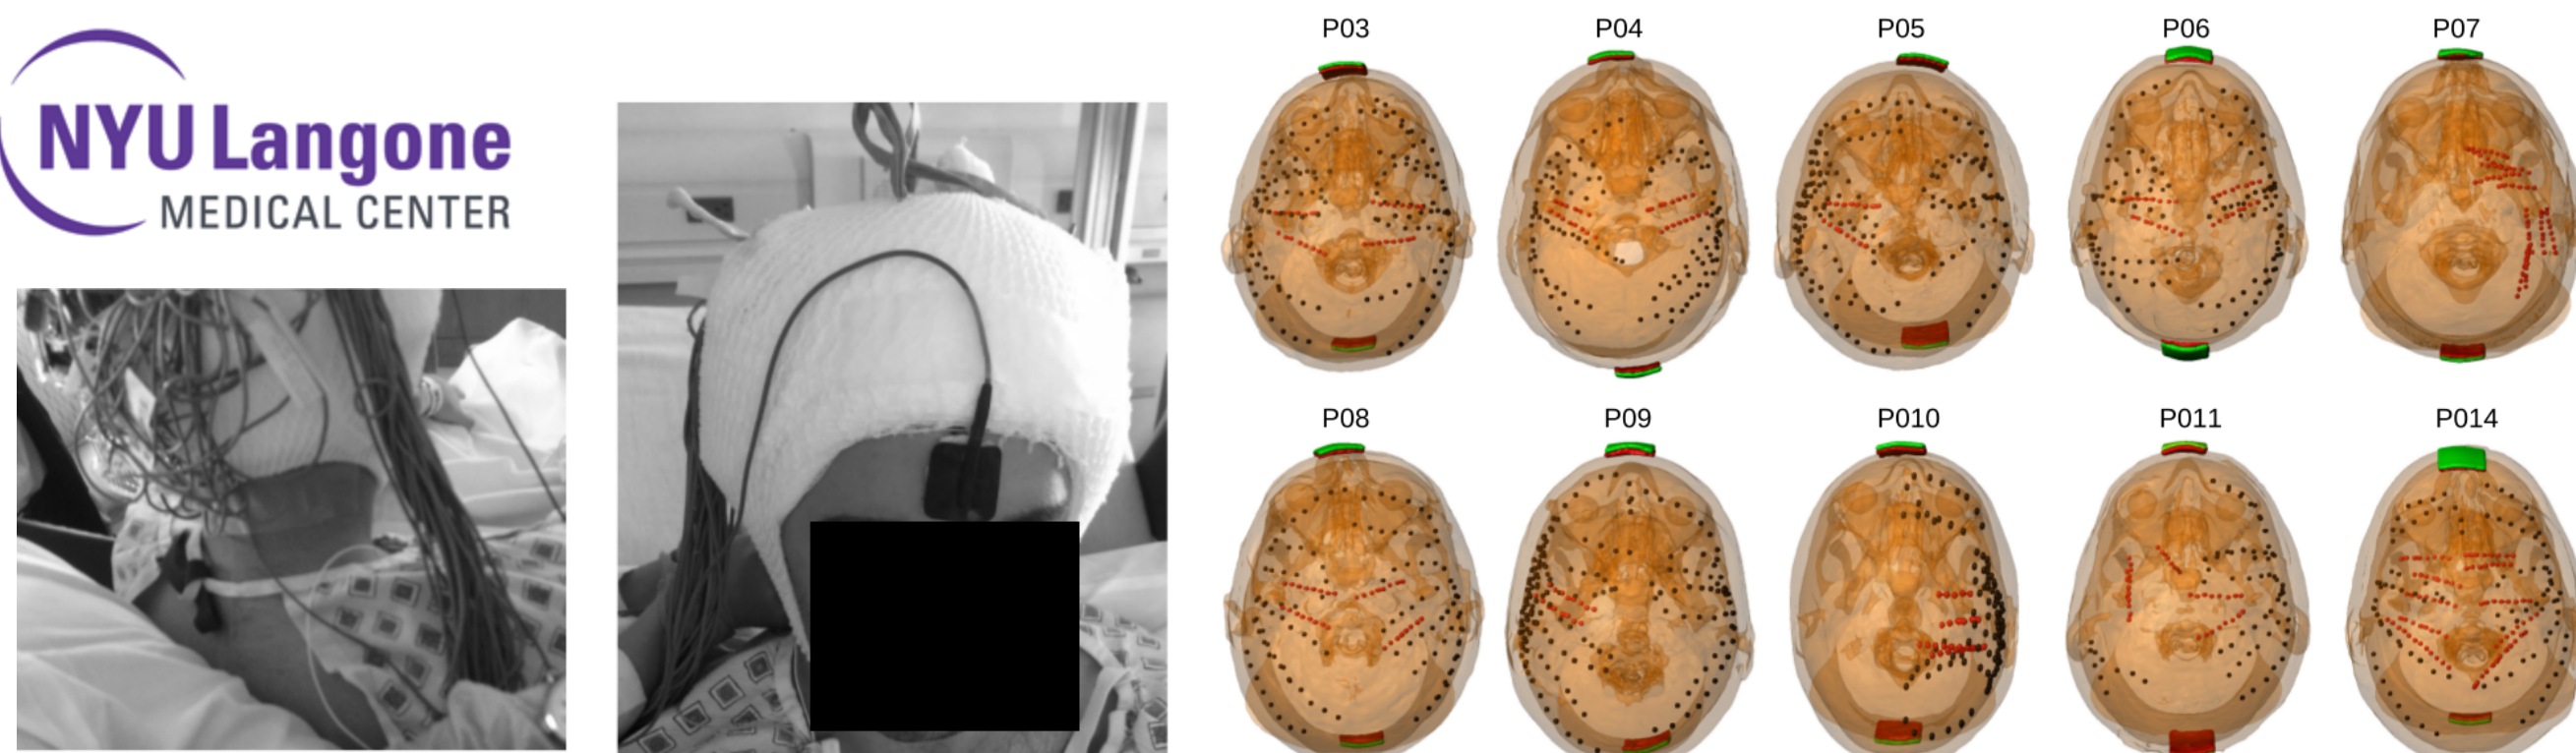 NYU Langone
MEDICAL CENTER
P03 P04 P05 P06 P07
P08 P09 P010 P011 P014